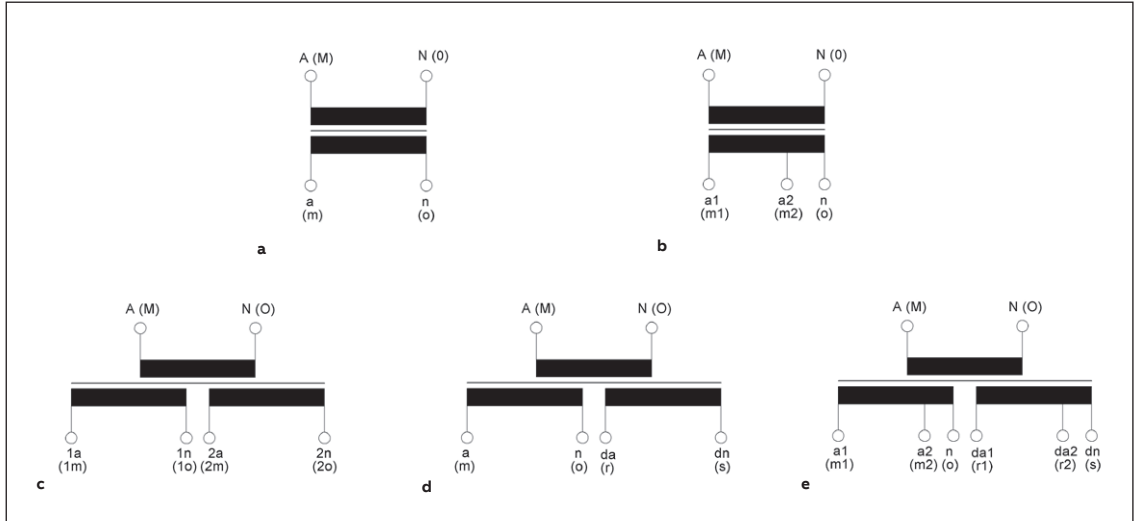 A (M) N (0)
a n
(m) (o)
a
A (M) N (0)
a1 a2 n
(m1) (m2) (o)
b
A (M) N (O)
1a 1n 2a 2n
(1m) (1o) (2m) (2o)
c
A (M) N (O)
a n da dn
(m) (o) (r) (s)
d
A (M) N (O)
a1 a2 n da1 da2 dn
(m1) (m2) (o) (r1) (r2) (s)
e